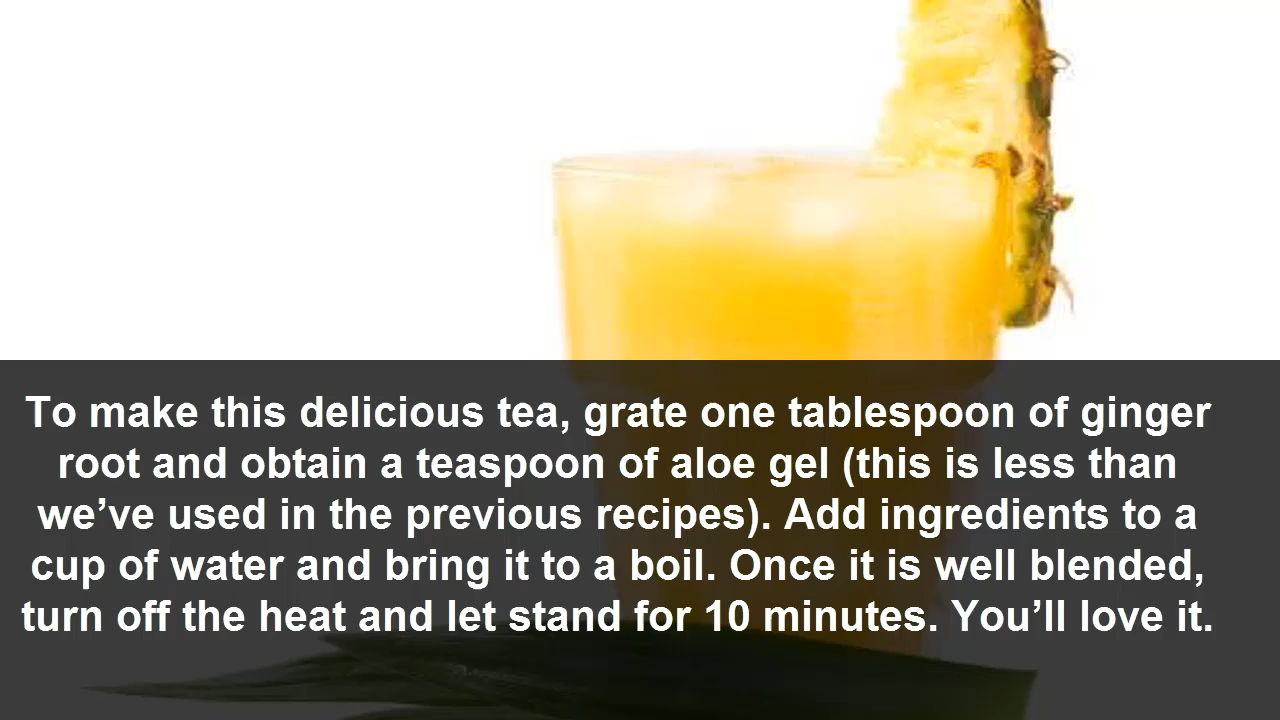 To make this delicious tea, grate one tablespoon of ginger
root and obtain a teaspoon of aloe gel (this is less than
we’ve used in the previous recipes). Add ingredients to a
cup of water and bring it to a boil. Once it is well blended,
turn off the heat and let stand for 10 minutes. You’ll love it.